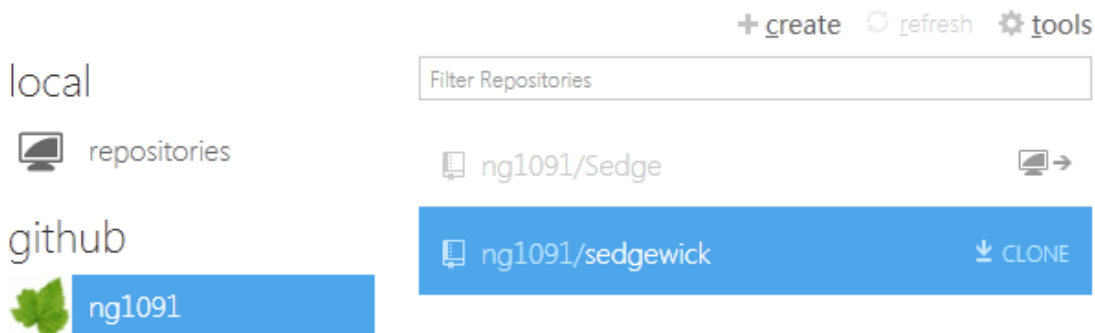 create refresh tools
local
Filter Repositories
repositories
ng1091/Sedge
github
ng1091/sedgewick CLONE
ng1091